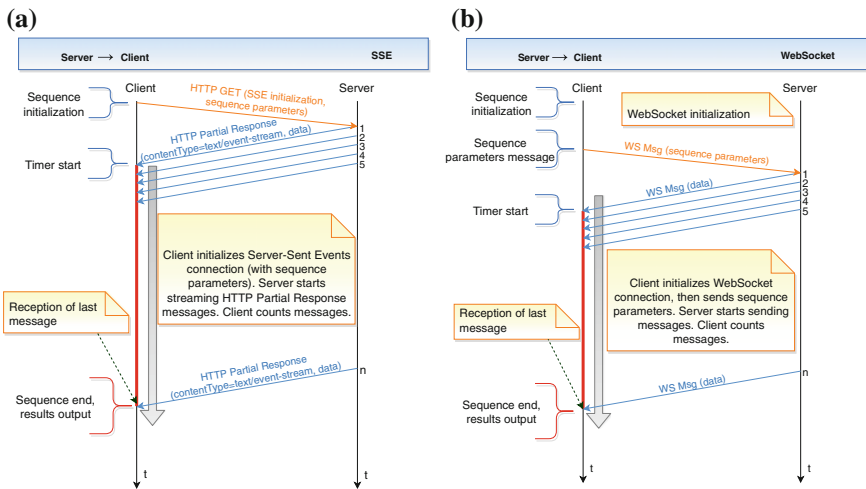 (a)
Server → Client
SSE
Client
Server
Sequence
initialization
HTTP GET (SSE initialization,
sequence parameters)
HTTP Partial Response
(contentType=text/event-stream, data)
1
2
3
4
5
Timer start
Client initializes Server-Sent Events
connection (with sequence
parameters). Server starts
streaming HTTP Partial Response
messages. Client counts messages.
Reception of last
message
HTTP Partial Response
(contentType=text/event-stream, data)
n
Sequence end,
results output
t
t
(b)
Server → Client
WebSocket
Client
Server
Sequence
initialization
WebSocket initialization
Sequence
parameters message
WS Msg (sequence parameters)
WS Msg (data)
1
2
3
4
5
Timer start
Client initializes WebSocket
connection, then sends sequence
parameters. Server starts sending
messages. Client counts
messages.
Reception of last
message
WS Msg (data)
n
Sequence end,
results output
t
t